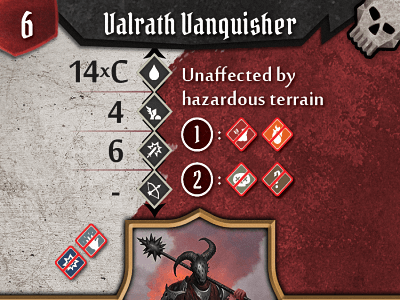 6
Valrath Vanquisher
14xC
4
6
-
Unaffected by
hazardous terrain
1 :
2 :